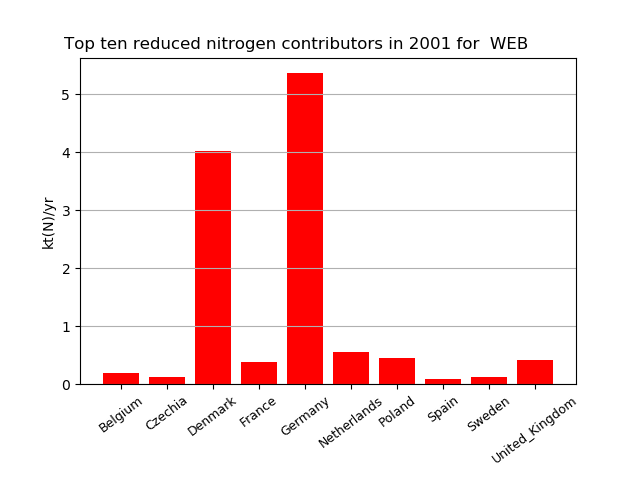 Top ten reduced nitrogen contributors in 2001 for  WEB
kt(N)/yr
5
4
3
2
1
0
Belgium
Czechia
Denmark
France
Germany
Netherlands
Poland
Spain
Sweden
United_Kingdom